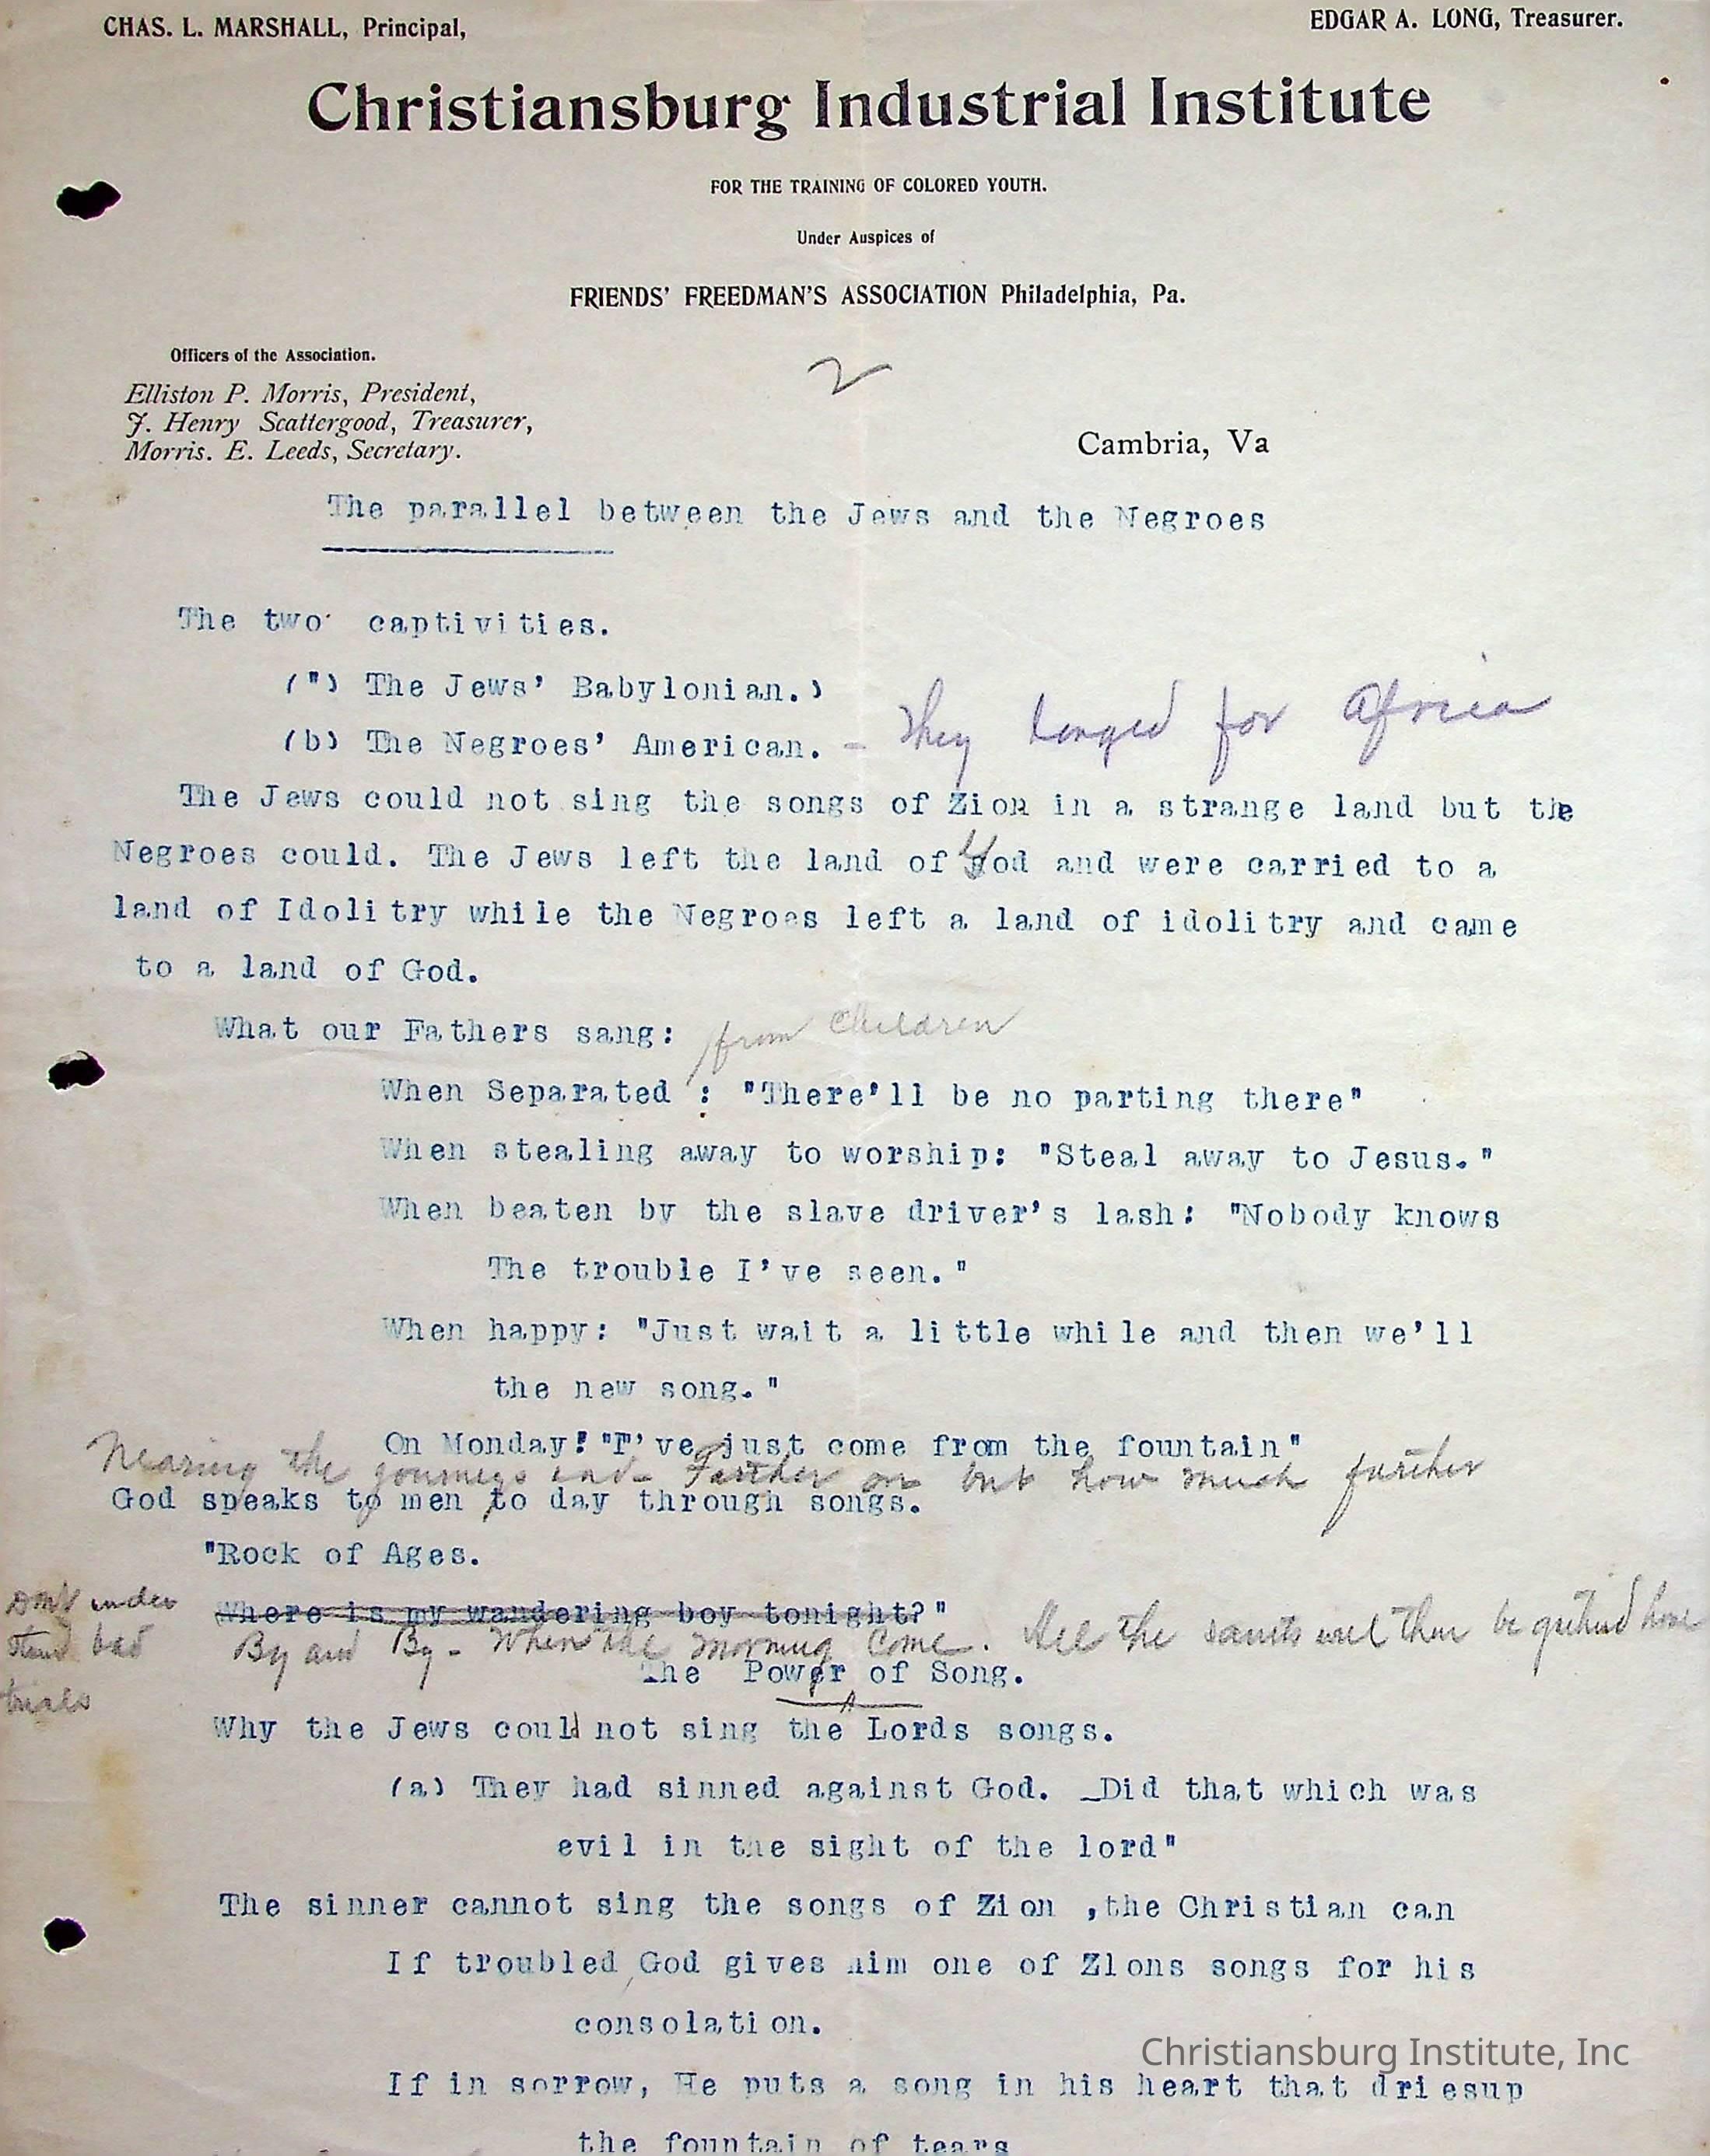 CHAS. L. MARSHALL, Principal,
EDGAR A. LONG, Treasurer.
Christiansburg Industrial Institute
FOR THE TRAINING OF COLORED YOUTH.
Under Auspices of
FRIENDS' FREEDMAN'S ASSOCIATION Philadelphia, Pa.
Officers of the Association.
2
Elliston P. Morris, President,
J. Henry Scattergood, Treasurer,
Morris. E. Leeds, Secretary.
Cambria, Va
The parallel between the Jews and the Negroes
The two captivities.
(") The Jews' Babylonian.)
(b) The Negroes' American. - They longed for Africa
The Jews could not sing the songs of Zion in a strange land but the
Negroes could. The Jews left the land of God and were carried to a
land of Idolitry while the Negroes left a land of idolitry and came
to a land of God.
What our Fathers sang:
from Children
When Separated : "There'll be no parting there"
When stealing away to worship: "Steal away to Jesus."
When beaten by the slave driver's lash: "Nobody knows
The trouble I've seen."
When happy: "Just wait a little while and then we'll
the new song."
On Monday! "I've just come from the fountain"
Nearing the journeys end - Farther on but how much further
God speaks to men to day through songs.
"Rock of Ages.
Where is my wandering boy tonight?"
Don't under
stand bad
trials
By and By - When the morning Come. All the saints will then be home
The Power of Song.
Why the Jews could not sing the Lords songs.
(a) They had sinned against God. _Did that which was
evil in the sight of the lord"
The sinner cannot sing the songs of Zion ,the Christian can
If troubled God gives him one of Zions songs for his
consolation.
If in sorrow, He puts a song in his heart that driesup
the fountain of tears
Christiansburg Institute, Inc